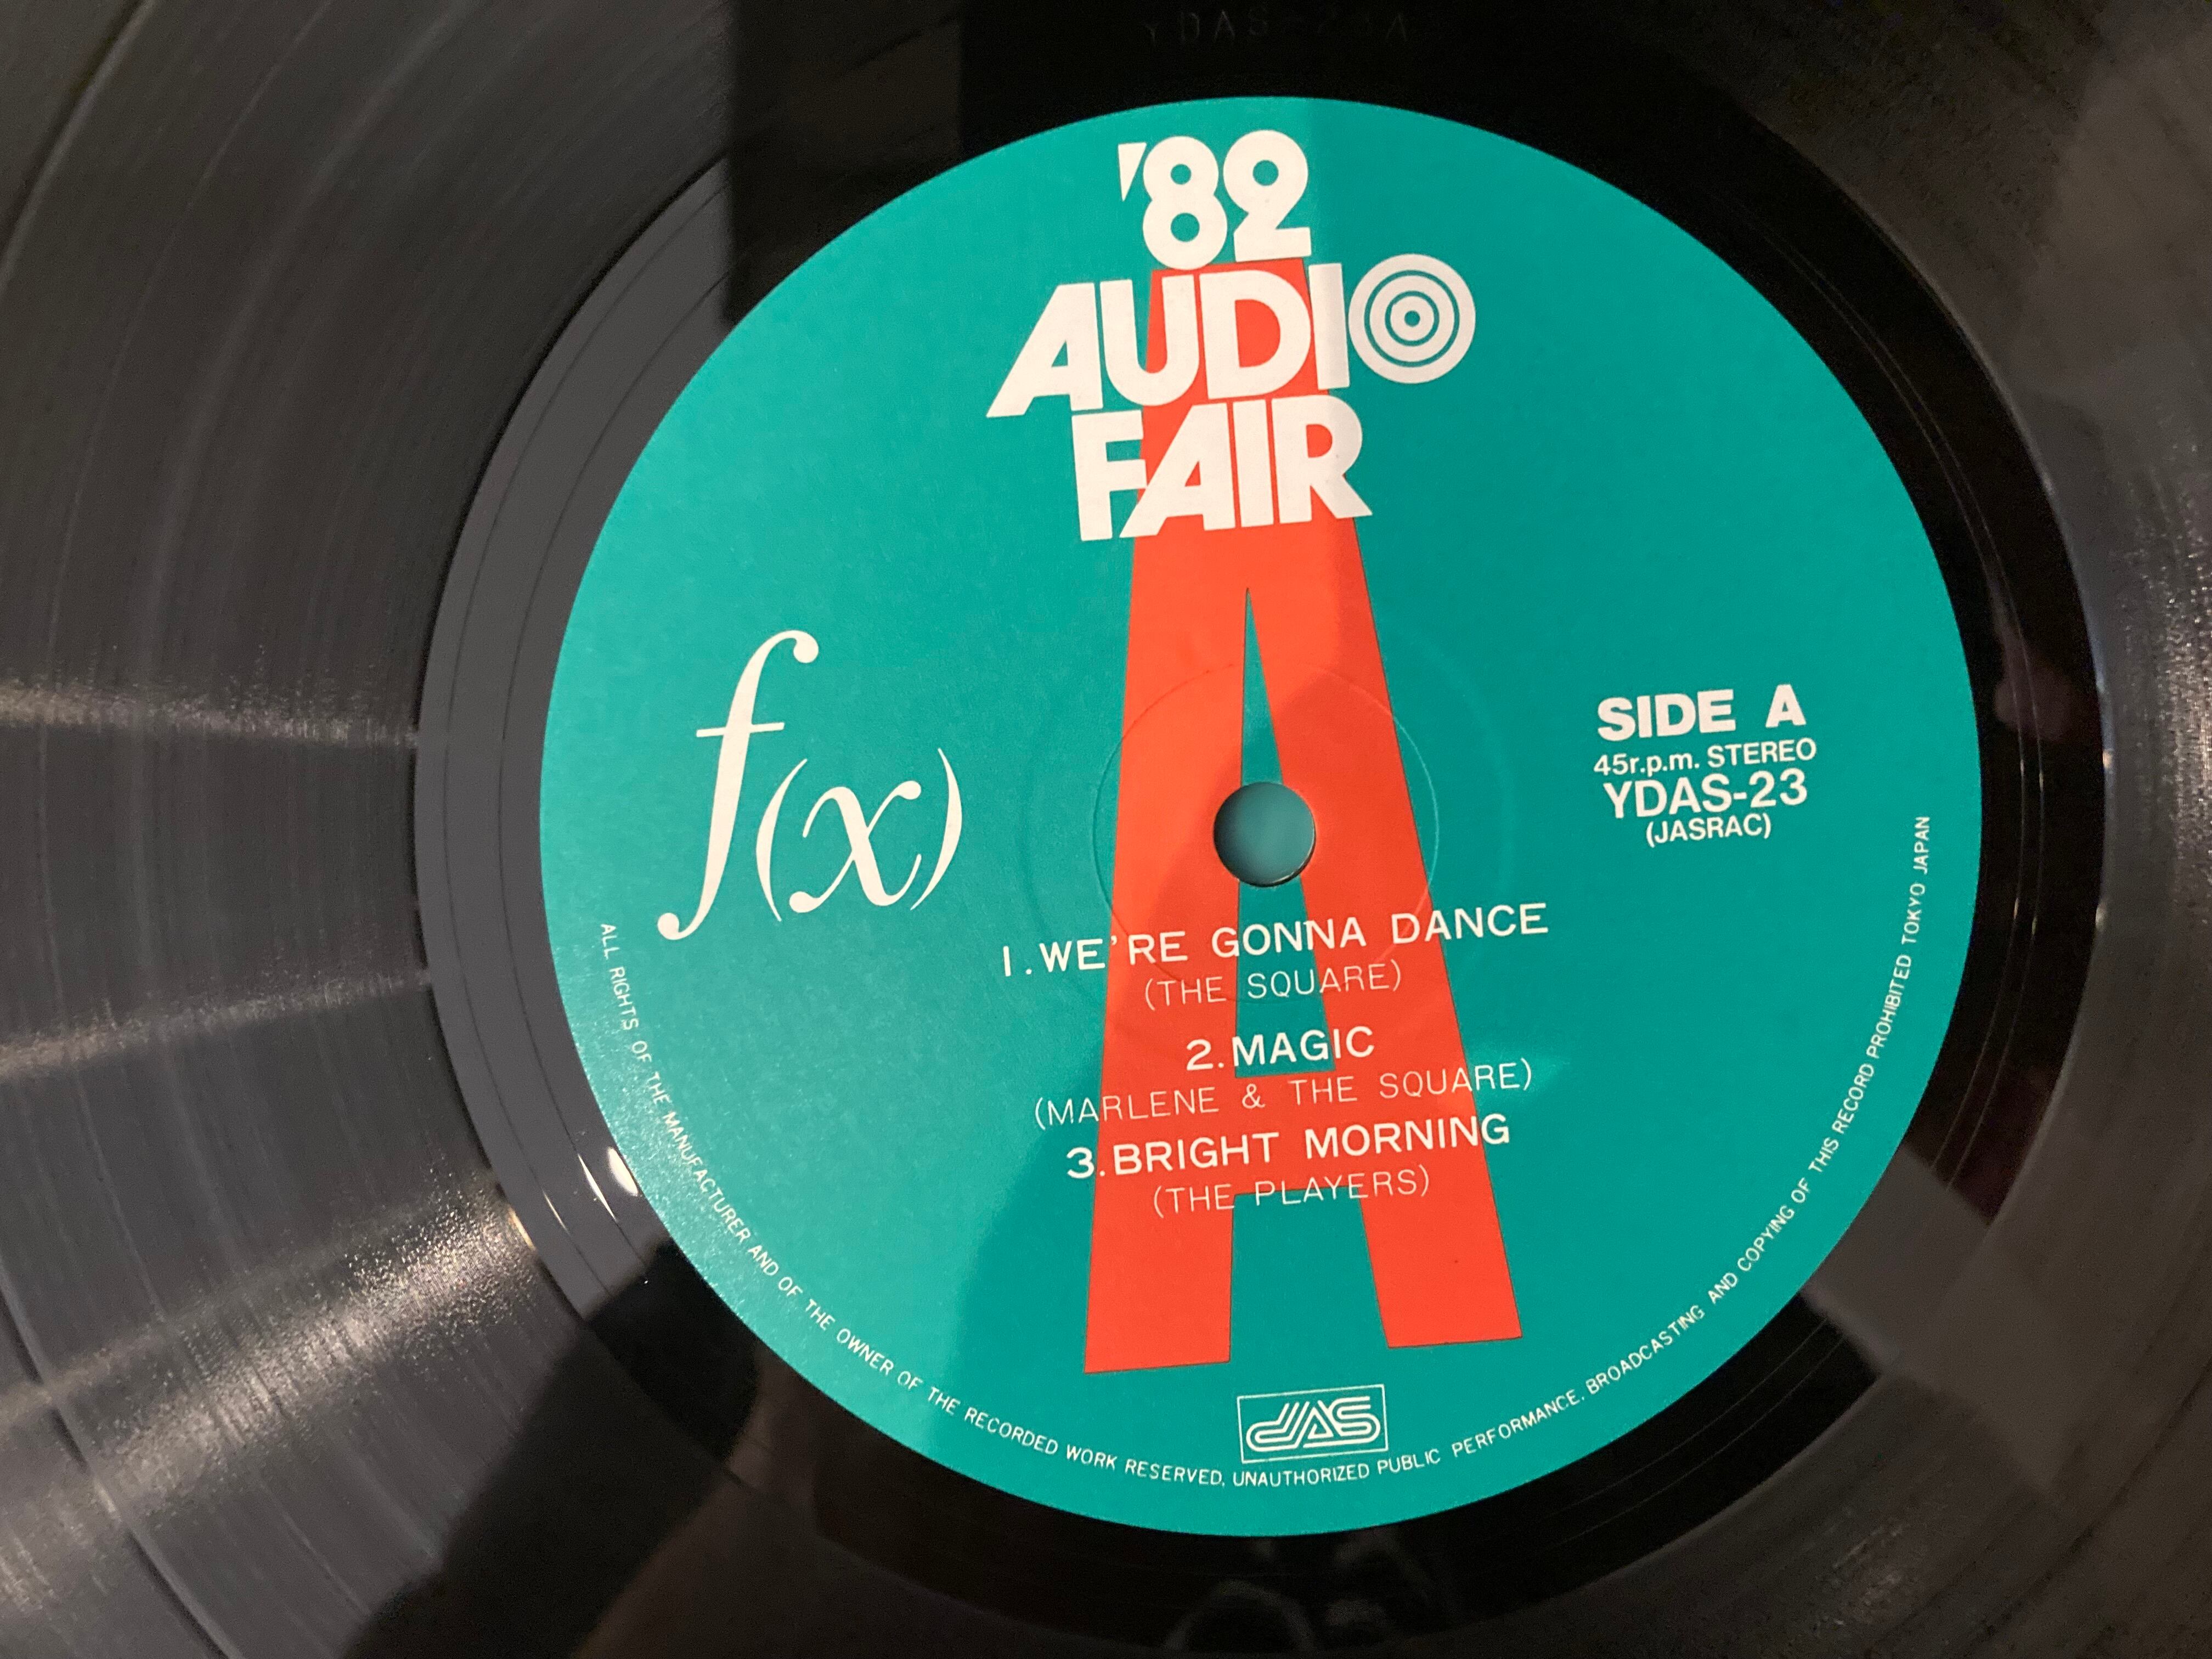 '82
AUDIO
FAIR
f(x)
SIDE A
45r.p.m. STEREO
YDAS-23
(JASRAC)
1.WE'RE GONNA DANCE
(THE SQUARE)
2.MAGIC
(MARLENE & THE SQUARE)
3.BRIGHT MORNING
(THE PLAYERS)
JAS
ALL RIGHTS OF THE MANUFACTURER AND OF THE OWNER OF THE RECORDED WORK RESERVED, UNAUTHORIZED PUBLIC PERFORMANCE. BROADCASTING AND COPYING OF THIS RECORD PROHIBITED TOKYO JAPAN